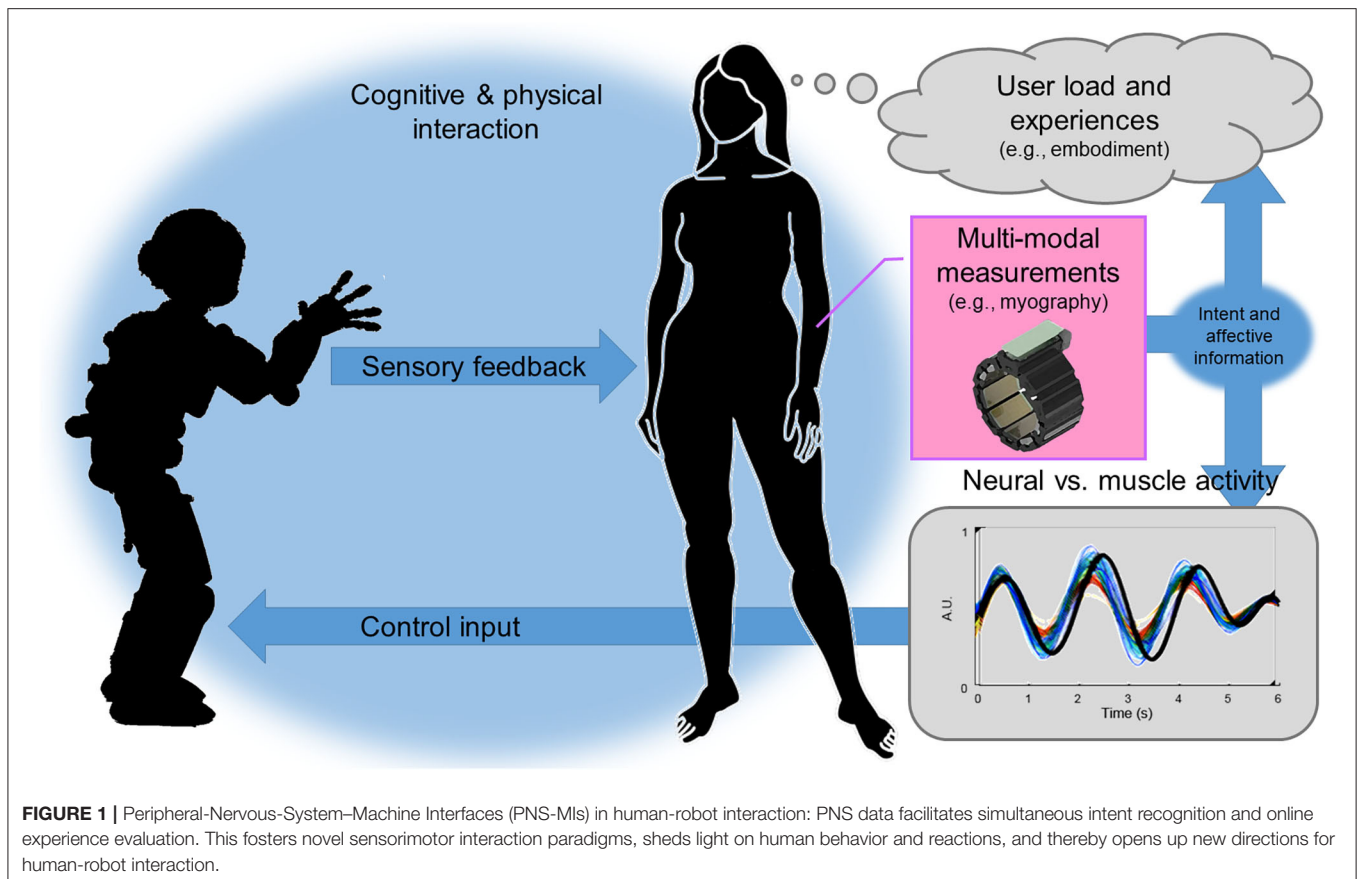 Cognitive & physical
interaction
User load and
experiences
(e.g., embodiment)
Multi-modal
measurements
(e.g., myography)
Intent and
affective
information
Sensory feedback
Neural vs. muscle activity
1
A.U.
0
0 1 2 3 4 5 6
Time (s)
Control input
FIGURE 1 | Peripheral-Nervous-System–Machine Interfaces (PNS-MIs) in human-robot interaction: PNS data facilitates simultaneous intent recognition and online
experience evaluation. This fosters novel sensorimotor interaction paradigms, sheds light on human behavior and reactions, and thereby opens up new directions for
human-robot interaction.